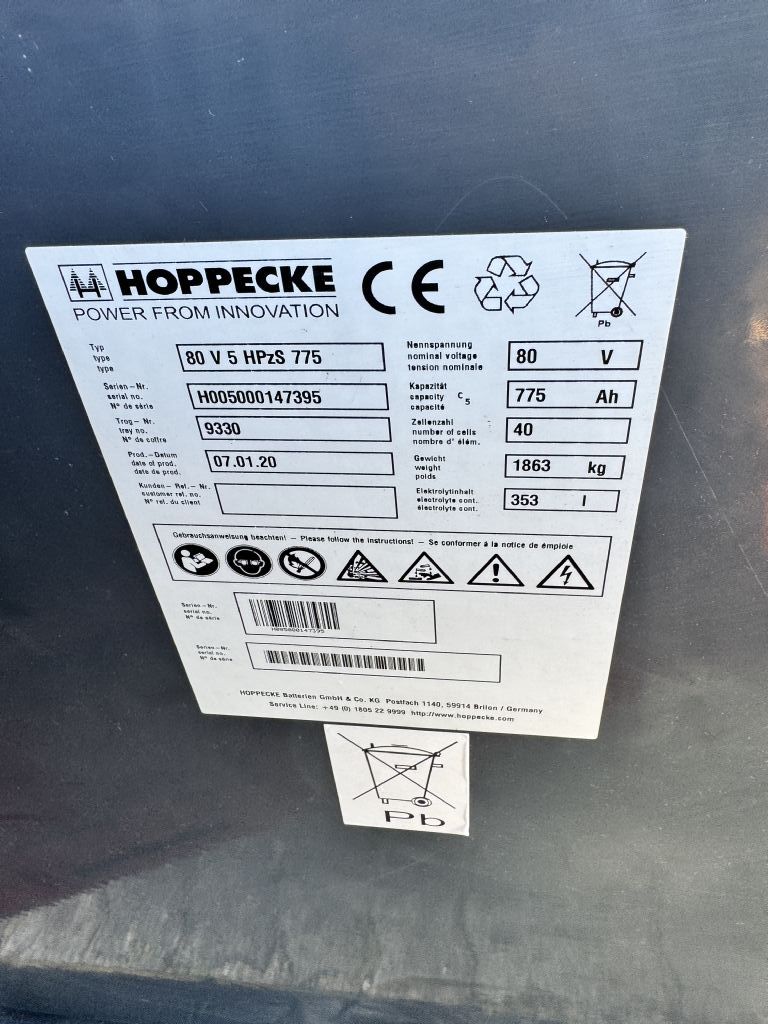 HOPPECKE
POWER FROM INNOVATION
CE
Pb
Typ
type
type
80 V 5 HPzS 775
Serien-Nr.
serial no.
N° de série
H005000147395
Trog-Nr.
tray no.
N° de coffre
9330
Prod.-Datum
date of prod.
date de prod.
07.01.20
Kunden-Ref.-Nr.
customer ref. no.
N° ref. du client
Nennspannung
nominal voltage
tension nominale
80 V
Kapazität
capacity C5
capacité
775 Ah
Zellenzahl
number of cells
nombre d' élém.
40
Gewicht
weight
poids
1863 kg
Elektrolytinhalt
electrolyte cont.
électrolyte cont.
353 l
Gebrauchsanweisung beachten! - Please follow the instructions! - Se conformer à la notice de émploie
Serien-Nr.
serial no.
N° de série
H005000147395
Serien-Nr.
serial no.
N° de série
HOPPECKE Batterien GmbH & Co. KG Postfach 1140, 59914 Brilon / Germany
Service Line: +49 (0) 1805 22 9999 http://www.hoppecke.com
Pb